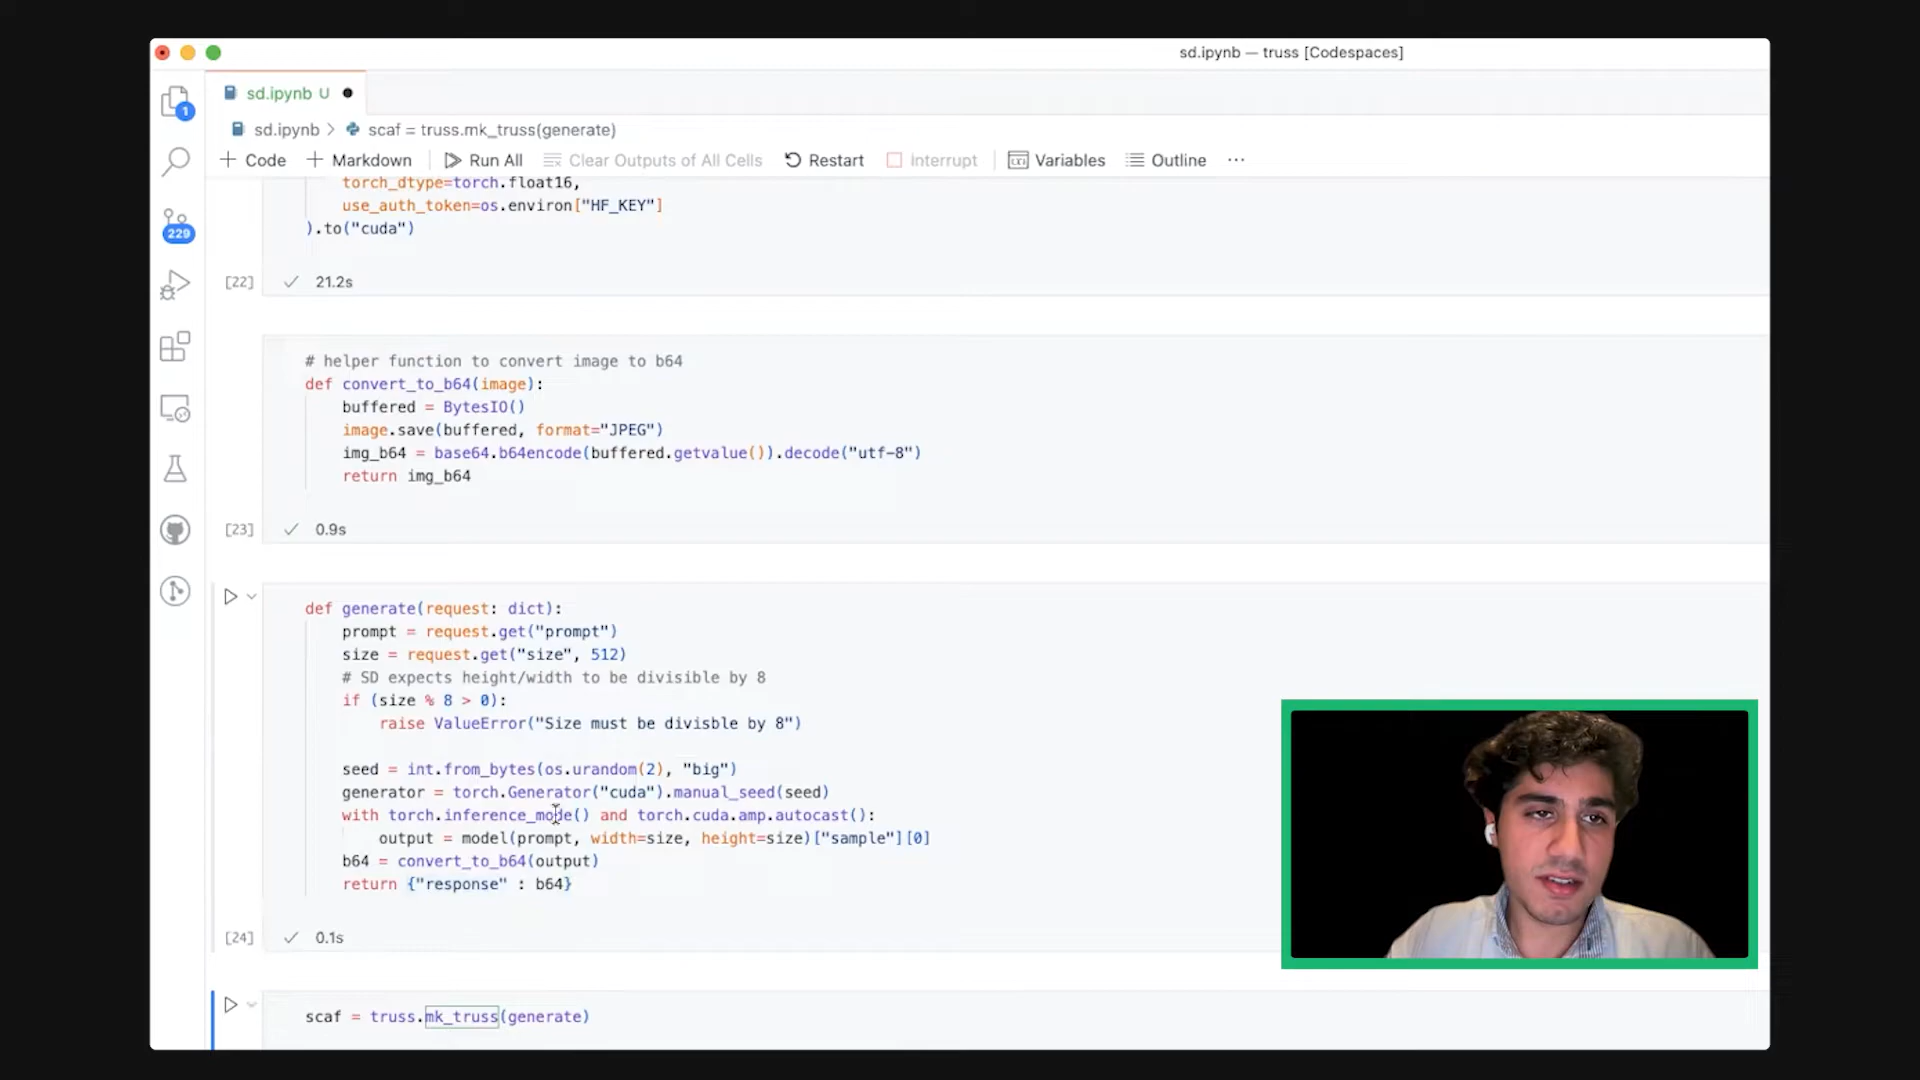 sd.ipynb — truss [Codespaces]
1
sd.ipynb U
sd.ipynb > scaf = truss.mk_truss(generate)
+ Code + Markdown Run All Clear Outputs of All Cells Restart Interrupt Variables Outline ...
229
torch_dtype=torch.float16,
use_auth_token=os.environ["HF_KEY"]
).to("cuda")
[22] ✓ 21.2s
# helper function to convert image to b64
def convert_to_b64(image):
buffered = BytesIO()
image.save(buffered, format="JPEG")
img_b64 = base64.b64encode(buffered.getvalue()).decode("utf-8")
return img_b64
[23] ✓ 0.9s
def generate(request: dict):
prompt = request.get("prompt")
size = request.get("size", 512)
# SD expects height/width to be divisible by 8
if (size % 8 > 0):
raise ValueError("Size must be divisble by 8")
seed = int.from_bytes(os.urandom(2), "big")
generator = torch.Generator("cuda").manual_seed(seed)
with torch.inference_mode() and torch.cuda.amp.autocast():
output = model(prompt, width=size, height=size)["sample"][0]
b64 = convert_to_b64(output)
return {"response" : b64}
[24] ✓ 0.1s
scaf = truss.mk_truss(generate)